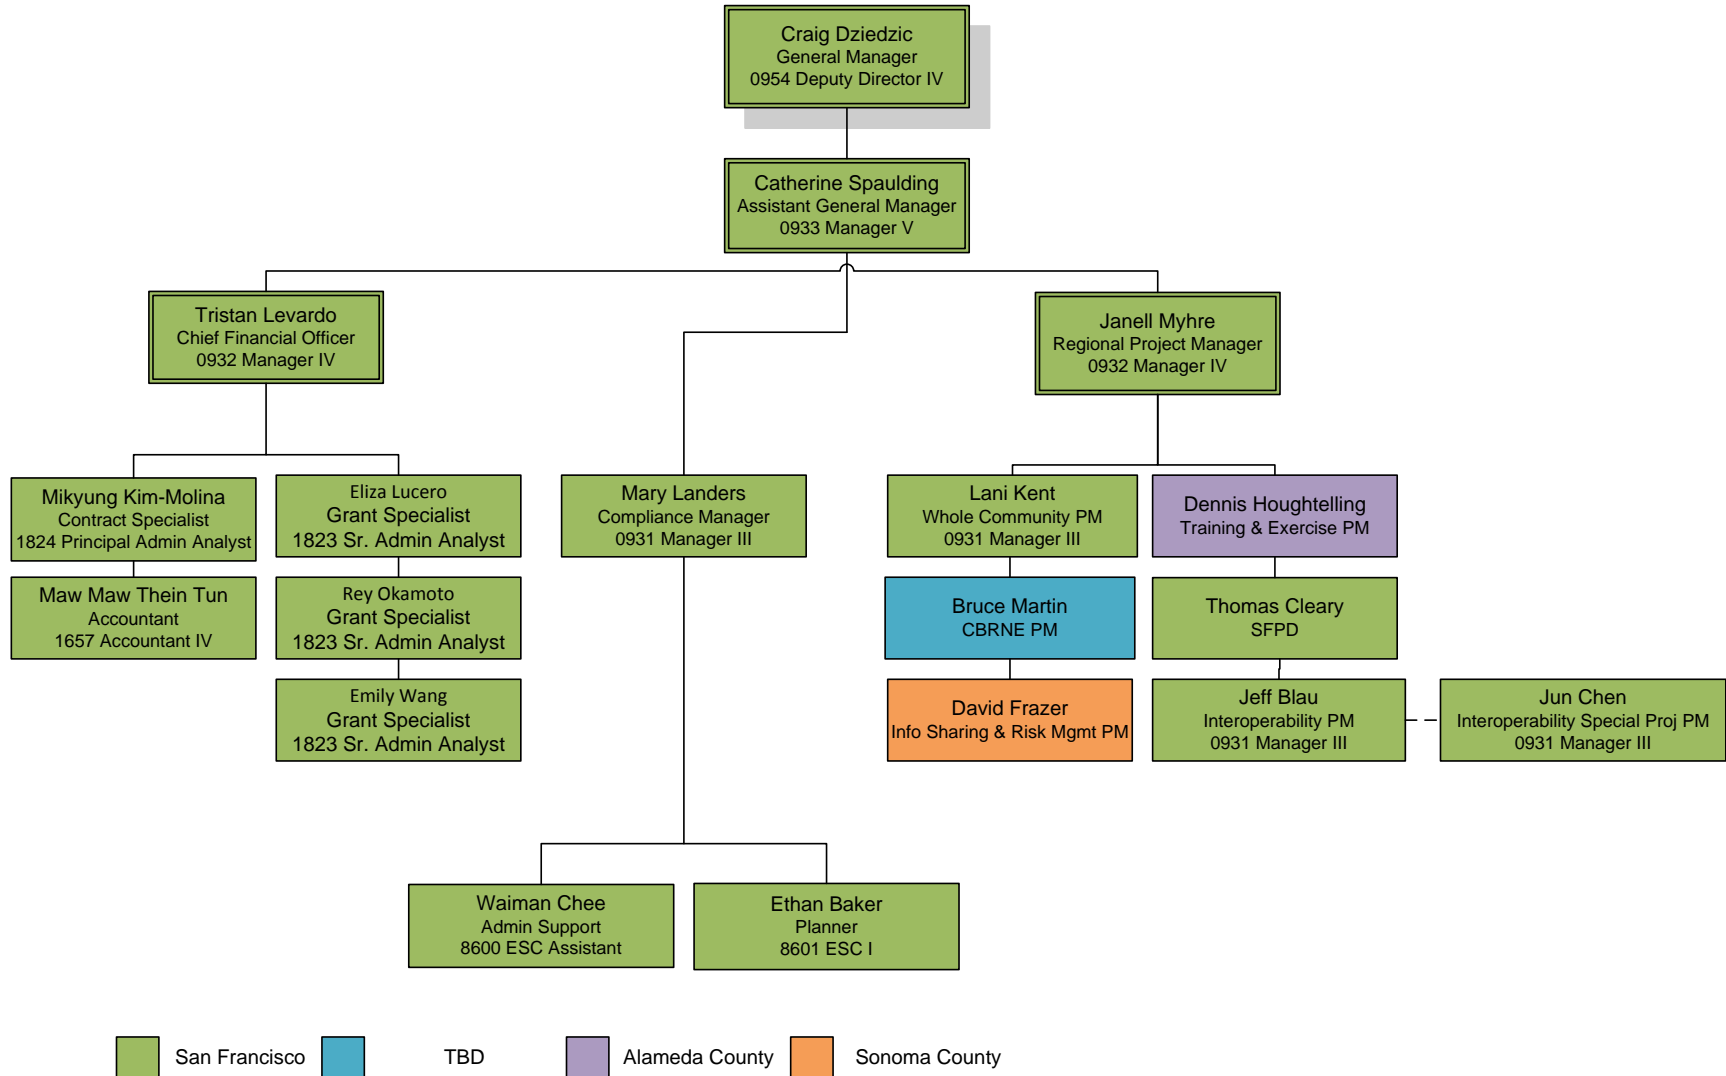 Craig Dziedzic
General Manager
0954 Deputy Director IV
Catherine Spaulding
Assistant General Manager
0933 Manager V
Tristan Levardo
Chief Financial Officer
0932 Manager IV
Janell Myhre
Regional Project Manager
0932 Manager IV
Mikyung Kim-Molina
Contract Specialist
1824 Principal Admin Analyst
Eliza Lucero
Grant Specialist
1823 Sr. Admin Analyst
Mary Landers
Compliance Manager
0931 Manager III
Lani Kent
Whole Community PM
0931 Manager III
Dennis Houghtelling
Training & Exercise PM
Maw Maw Thein Tun
Accountant
1657 Accountant IV
Rey Okamoto
Grant Specialist
1823 Sr. Admin Analyst
Bruce Martin
CBRNE PM
Thomas Cleary
SFPD
Emily Wang
Grant Specialist
1823 Sr. Admin Analyst
David Frazer
Info Sharing & Risk Mgmt PM
Jeff Blau
Interoperability PM
0931 Manager III
Jun Chen
Interoperability Special Proj PM
0931 Manager III
Waiman Chee
Admin Support
8600 ESC Assistant
Ethan Baker
Planner
8601 ESC I
San Francisco
TBD
Alameda County
Sonoma County